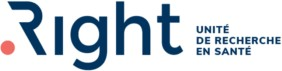 Right
UNITÉ
DE RECHERCHE
EN SANTÉ